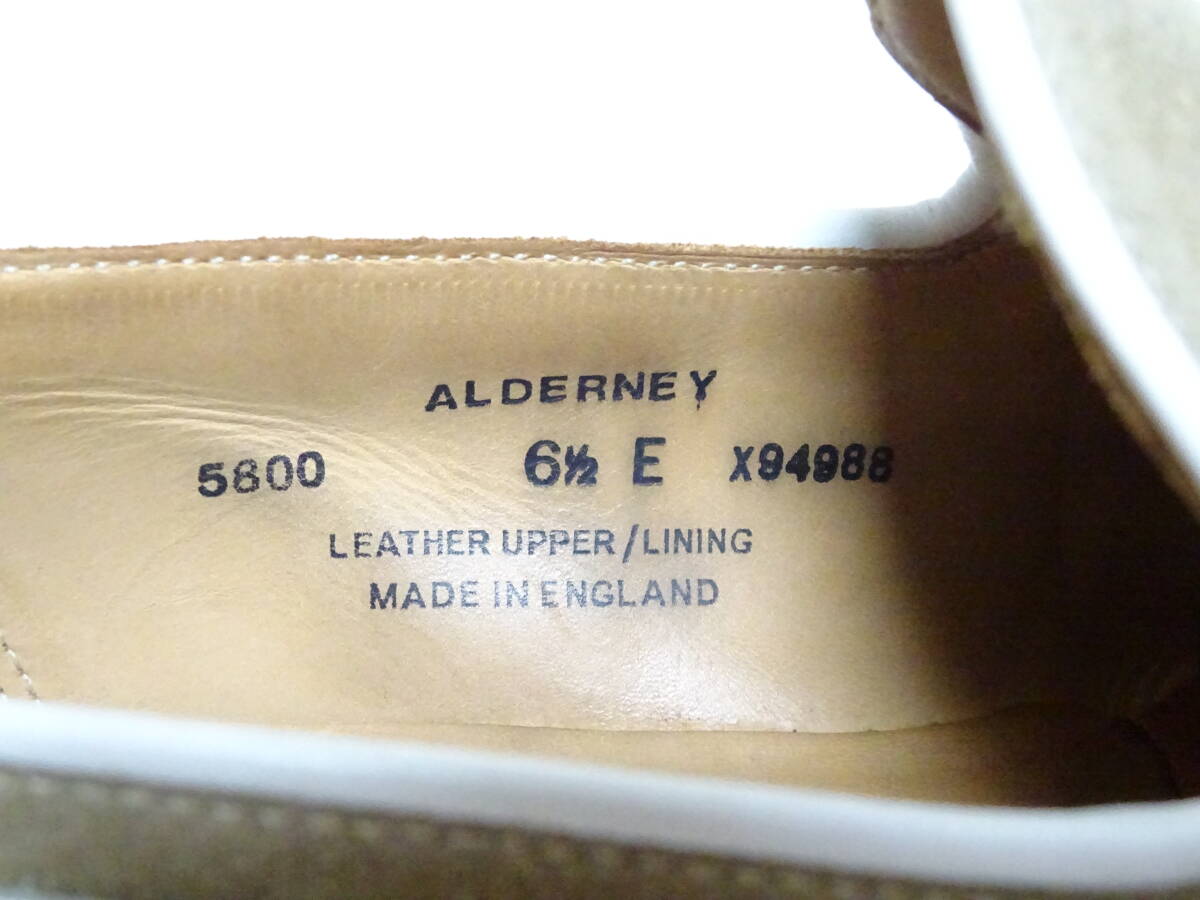 ALDERNEY
5800 6½ E X94988
LEATHER UPPER/LINING
MADE IN ENGLAND